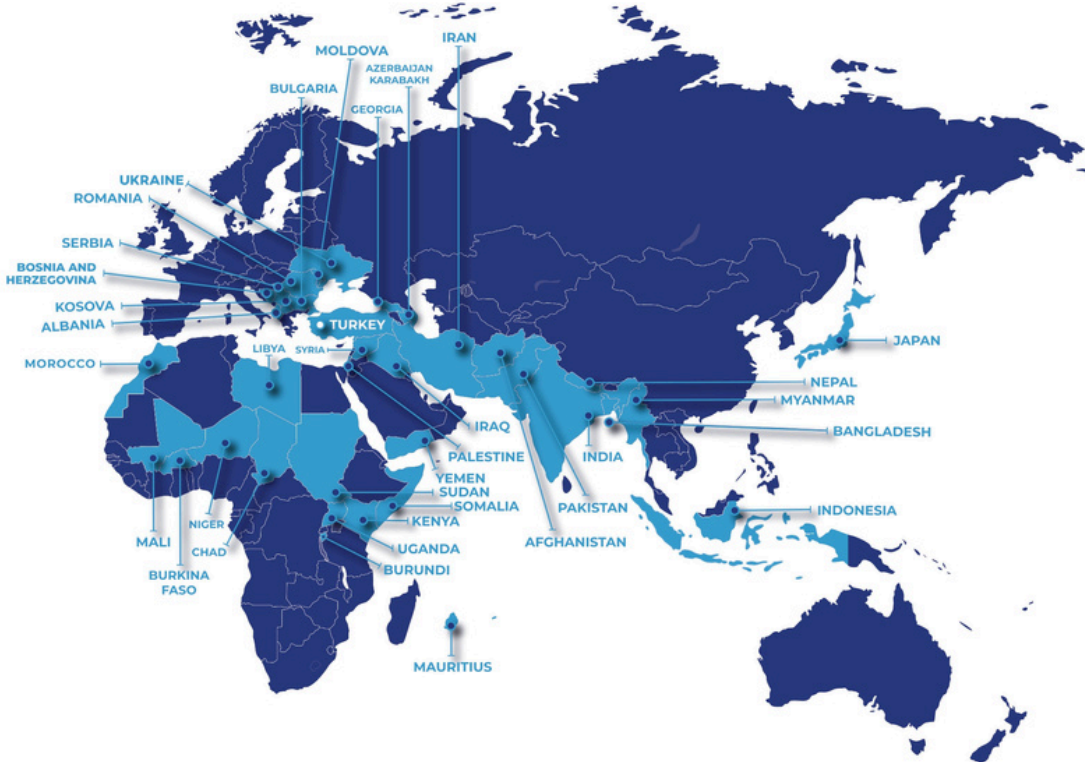 IRAN
MOLDOVA
AZERBAIJAN
KARABAKH
BULGARIA
GEORGIA
UKRAINE
ROMANIA
SERBIA
BOSNIA AND
HERZEGOVINA
KOSOVA
ALBANIA
TURKEY
MOROCCO
LIBYA
SYRIA
JAPAN
NEPAL
MYANMAR
BANGLADESH
IRAQ
INDIA
PALESTINE
YEMEN
SUDAN
SOMALIA
PAKISTAN
INDONESIA
KENYA
NIGER
MALI
CHAD
AFGHANISTAN
UGANDA
BURUNDI
BURKINA
FASO
MAURITIUS